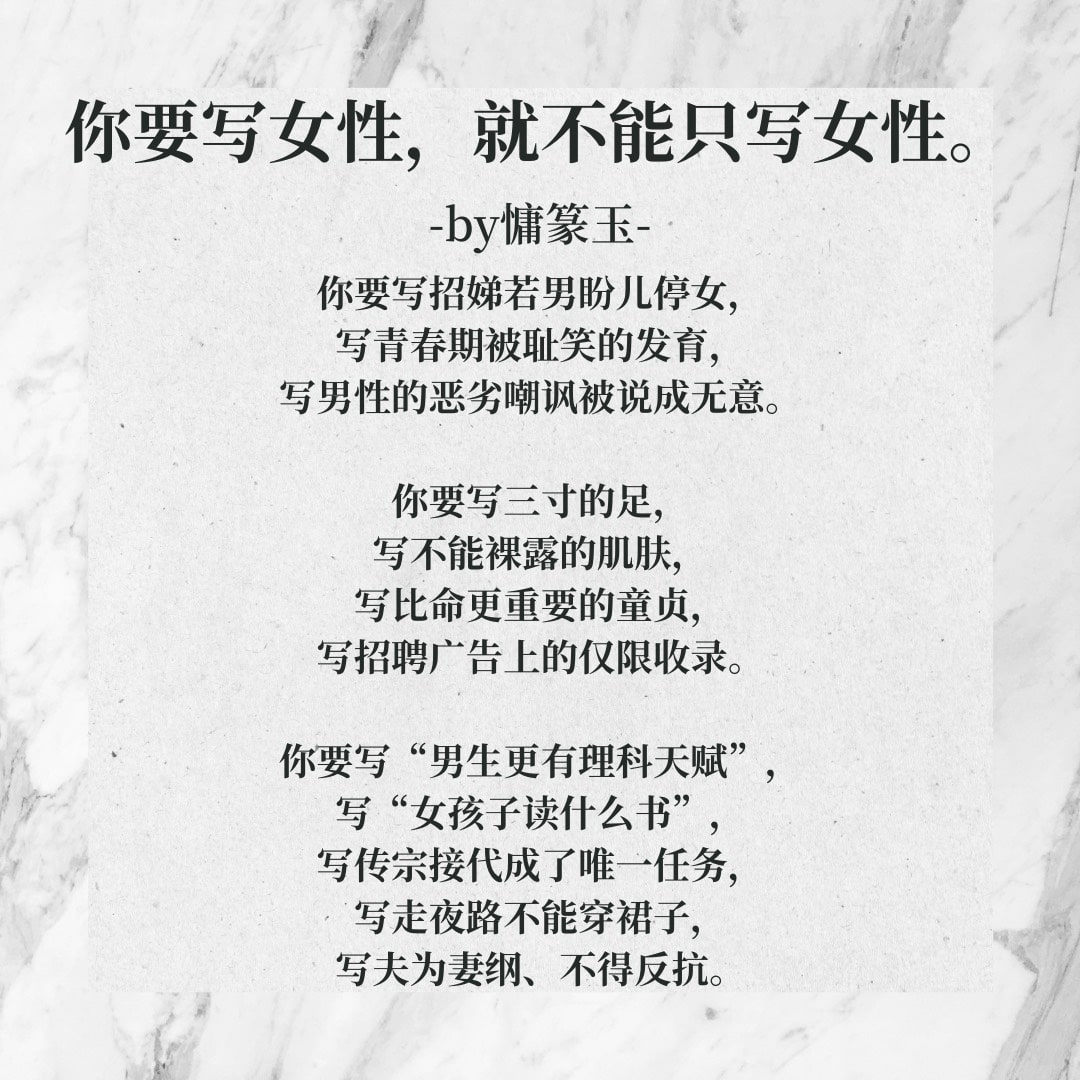 你要写女性，就不能只写女性。
-by慵篆玉-
你要写招娣若男盼儿停女，
写青春期被耻笑的发育，
写男性的恶劣嘲讽被说成无意。
你要写三寸的足，
写不能裸露的肌肤，
写比命更重要的童贞，
写招聘广告上的仅限收录。
你要写“男生更有理科天赋”，
写“女孩子读什么书”，
写传宗接代成了唯一任务，
写走夜路不能穿裙子，
写夫为妻纲、不得反抗。